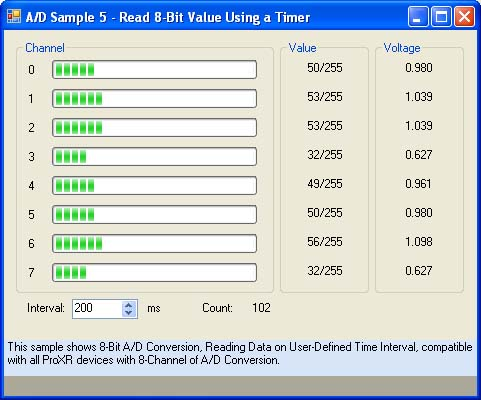 A/D Sample 5 - Read 8-Bit Value Using a Timer
Channel Value Voltage
0 50/255 0.980
1 53/255 1.039
2 53/255 1.039
3 32/255 0.627
4 49/255 0.961
5 50/255 0.980
6 56/255 1.098
7 32/255 0.627
Interval: 200 ms Count: 102
This sample shows 8-Bit A/D Conversion, Reading Data on User-Defined Time Interval, compatible
with all ProXR devices with 8-Channel of A/D Conversion.